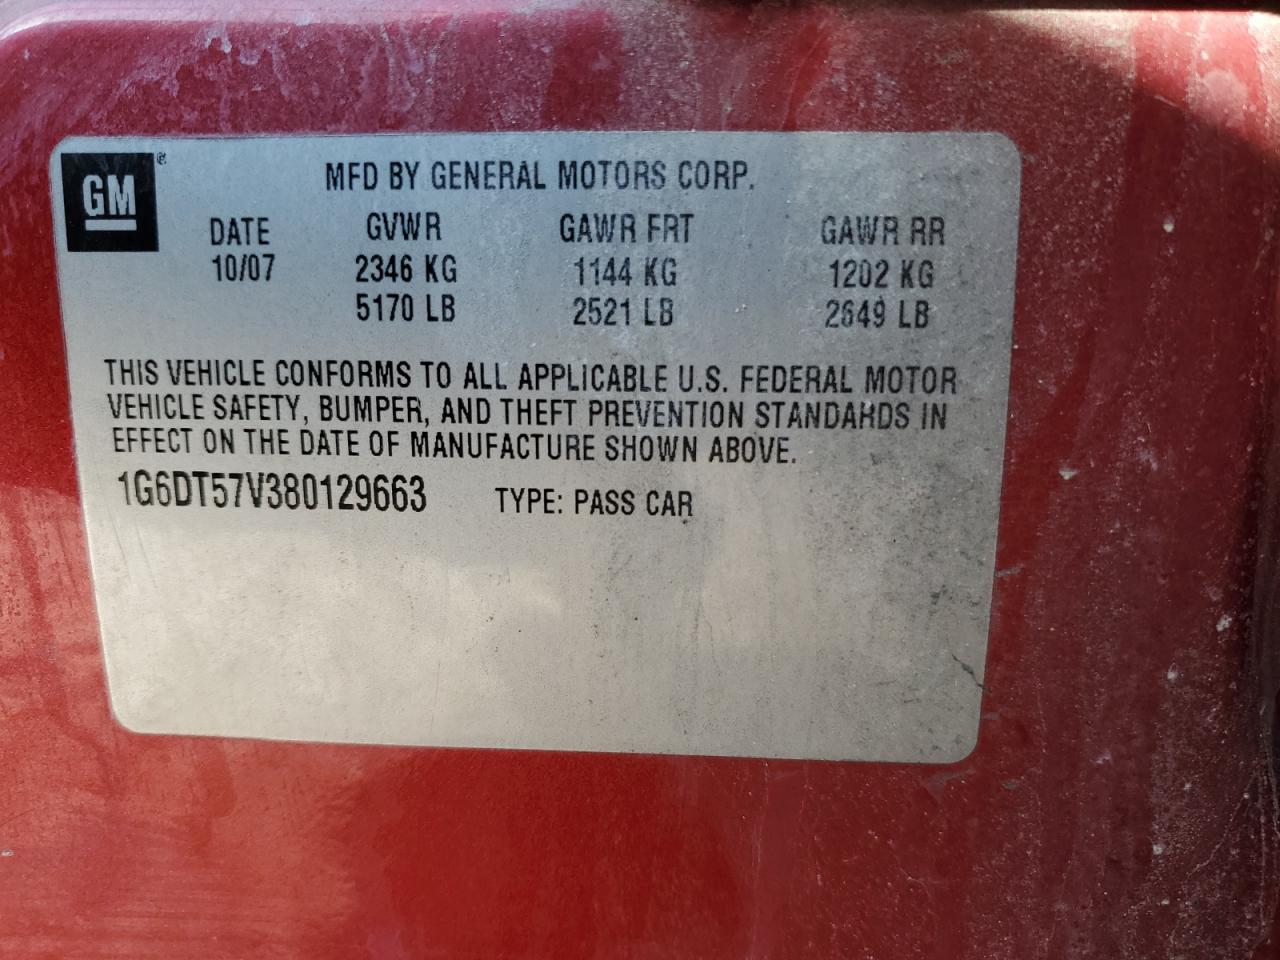 GM ®
MFD BY GENERAL MOTORS CORP.
DATE GVWR GAWR FRT GAWR RR
10/07 2346 KG 1144 KG 1202 KG
5170 LB 2521 LB 2649 LB
THIS VEHICLE CONFORMS TO ALL APPLICABLE U.S. FEDERAL MOTOR
VEHICLE SAFETY, BUMPER, AND THEFT PREVENTION STANDARDS IN
EFFECT ON THE DATE OF MANUFACTURE SHOWN ABOVE.
1G6DT57V380129663 TYPE: PASS CAR